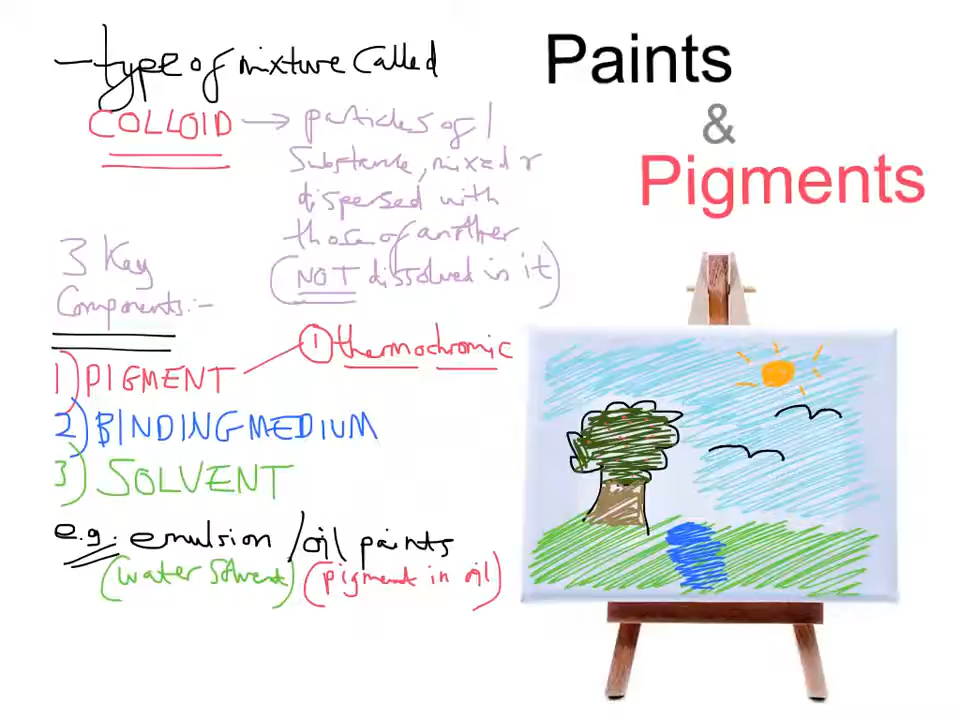 Paints
&
Pigments
- type of mixture called
COLLOID → particles of 1
substance, mixed &
dispersed with
those of another
(NOT dissolved in it)
3 Key
Components:-
1) PIGMENT
① thermochromic
2) BINDING MEDIUM
3) SOLVENT
e.g. emulsion / oil paints
(water solvent) (pigment in oil)